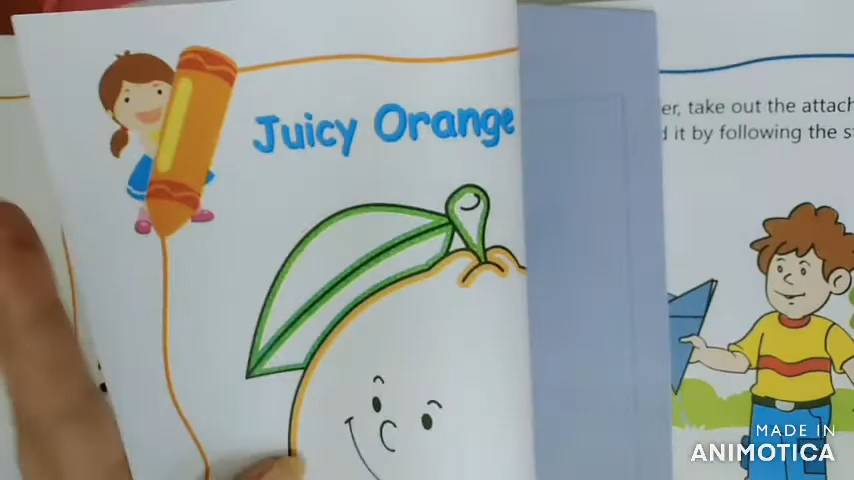 Juicy Orange
er, take out the attach
d it by following the s
MADE IN
ANIMOTICA